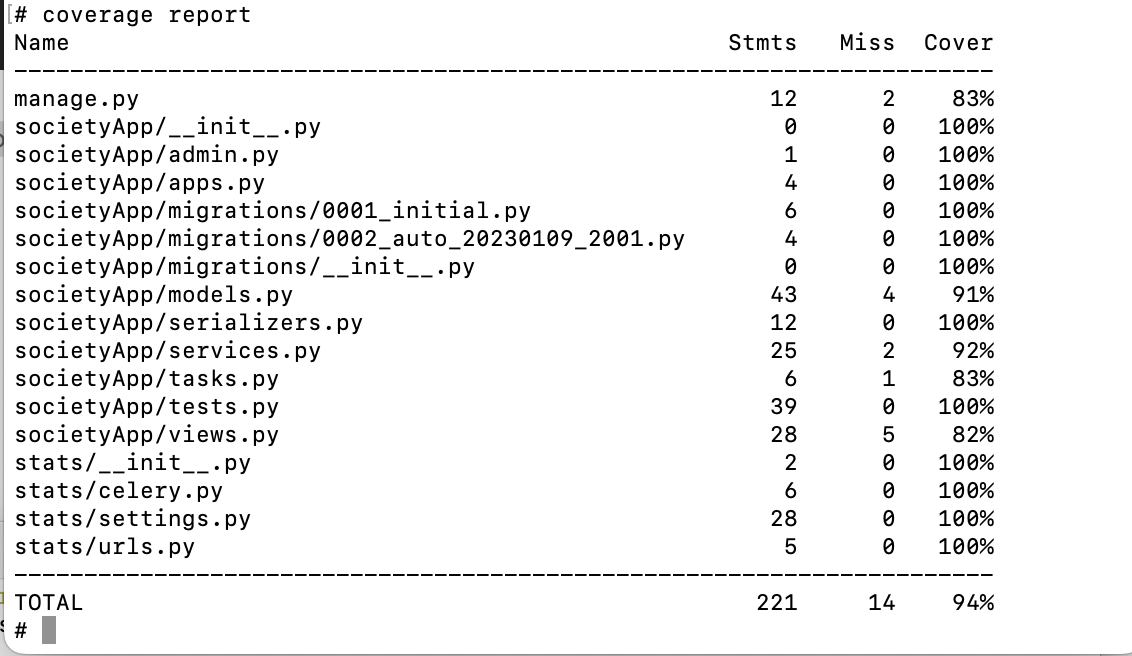 # coverage report
Name Stmts Miss Cover
----------------------------------------------------------------------
manage.py 12 2 83%
societyApp/__init__.py 0 0 100%
societyApp/admin.py 1 0 100%
societyApp/apps.py 4 0 100%
societyApp/migrations/0001_initial.py 6 0 100%
societyApp/migrations/0002_auto_20230109_2001.py 4 0 100%
societyApp/migrations/__init__.py 0 0 100%
societyApp/models.py 43 4 91%
societyApp/serializers.py 12 0 100%
societyApp/services.py 25 2 92%
societyApp/tasks.py 6 1 83%
societyApp/tests.py 39 0 100%
societyApp/views.py 28 5 82%
stats/__init__.py 2 0 100%
stats/celery.py 6 0 100%
stats/settings.py 28 0 100%
stats/urls.py 5 0 100%
----------------------------------------------------------------------
TOTAL 221 14 94%
#